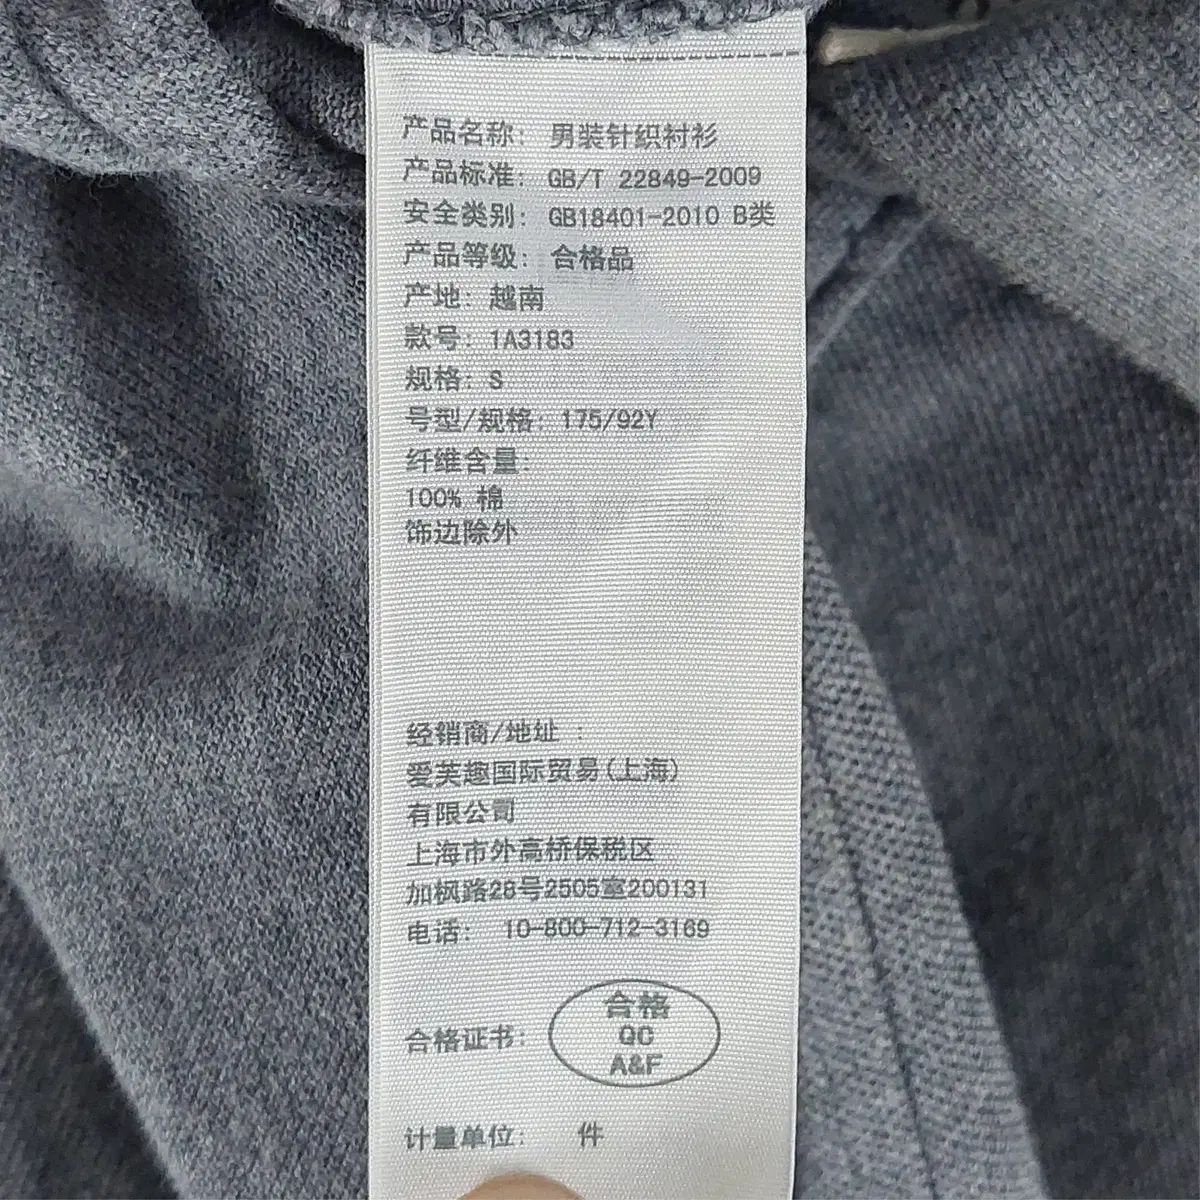 产品名称: 男装针织衬衫
产品标准: GB/T 22849-2009
安全类别: GB18401-2010 B类
产品等级: 合格品
产地: 越南
款号: 1A3183
规格: S
号型/规格: 175/92Y
纤维含量:
100% 棉
饰边除外
经销商/地址 :
爱芙趣国际贸易(上海)
有限公司
上海市外高桥保税区
加枫路28号2505室200131
电话: 10-800-712-3169
合格
合格证书: QC
A&F
计量单位: 件